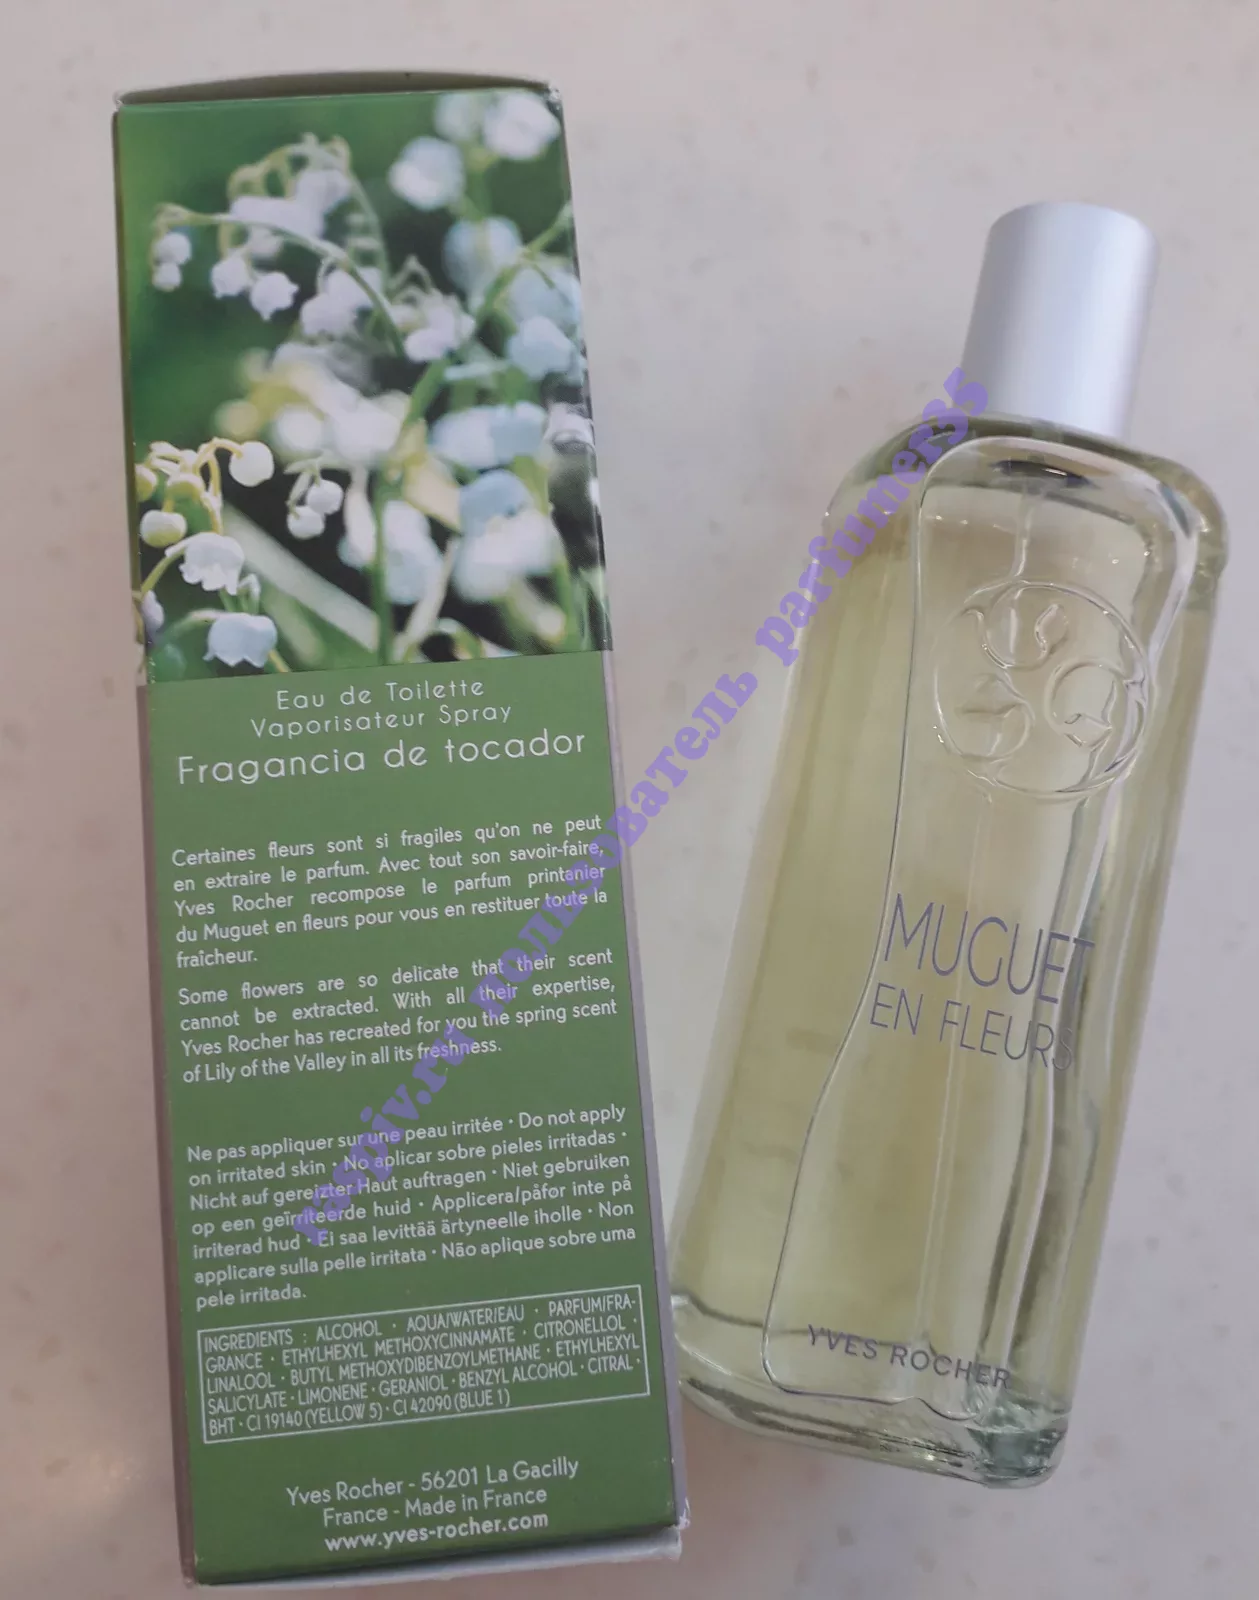 Eau de Toilette
Vaporisateur Spray
Fragancia de tocador
Certaines fleurs sont si fragiles qu'on ne peut
en extraire le parfum. Avec tout son savoir-faire,
Yves Rocher recompose le parfum printanier
du Muguet en fleurs pour vous en restituer toute la
fraîcheur.
Some flowers are so delicate that their scent
cannot be extracted. With all their expertise,
Yves Rocher has recreated for you the spring scent
of Lily of the Valley in all its freshness.
Ne pas appliquer sur une peau irritée · Do not apply
on irritated skin · No aplicar sobre pieles irritadas ·
Nicht auf gereizter Haut auftragen · Niet gebruiken
op een geïrriteerde huid · Applicera/påfør inte på
irriterad hud · Ei saa levittää ärtyneelle iholle · Non
applicare sulla pelle irritata · Não aplique sobre uma
pele irritada.
INGREDIENTS : ALCOHOL · AQUA/WATER/EAU · PARFUM/FRA-
GRANCE · ETHYLHEXYL METHOXYCINNAMATE · CITRONELLOL ·
LINALOOL · BUTYL METHOXYDIBENZOYLMETHANE · ETHYLHEXYL
SALICYLATE · LIMONENE · GERANIOL · BENZYL ALCOHOL · CITRAL ·
BHT · CI 19140 (YELLOW 5) · CI 42090 (BLUE 1)
Yves Rocher - 56201 La Gacilly
France - Made in France
www.yves-rocher.com
MUGUET
EN FLEURS
YVES ROCHER
raspiv.ru пользователь parfumer35